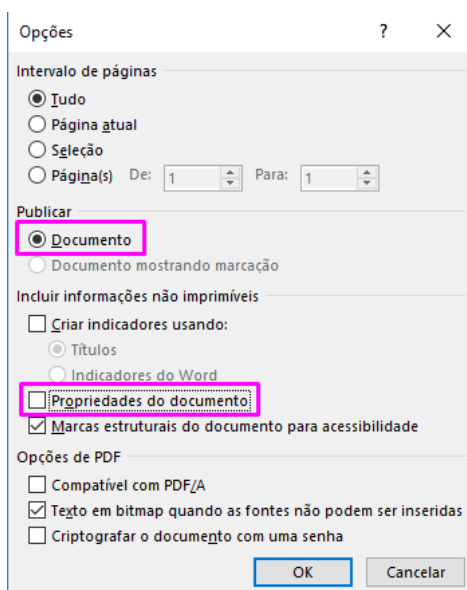 Opções ? ×
Intervalo de páginas
Tudo
Página atual
Seleção
Página(s) De: 1 Para: 1
Publicar
Documento
Documento mostrando marcação
Incluir informações não imprimíveis
Criar indicadores usando:
Títulos
Indicadores do Word
Propriedades do documento
Marcas estruturais do documento para acessibilidade
Opções de PDF
Compatível com PDF/A
Texto em bitmap quando as fontes não podem ser inseridas
Criptografar o documento com uma senha
OK Cancelar